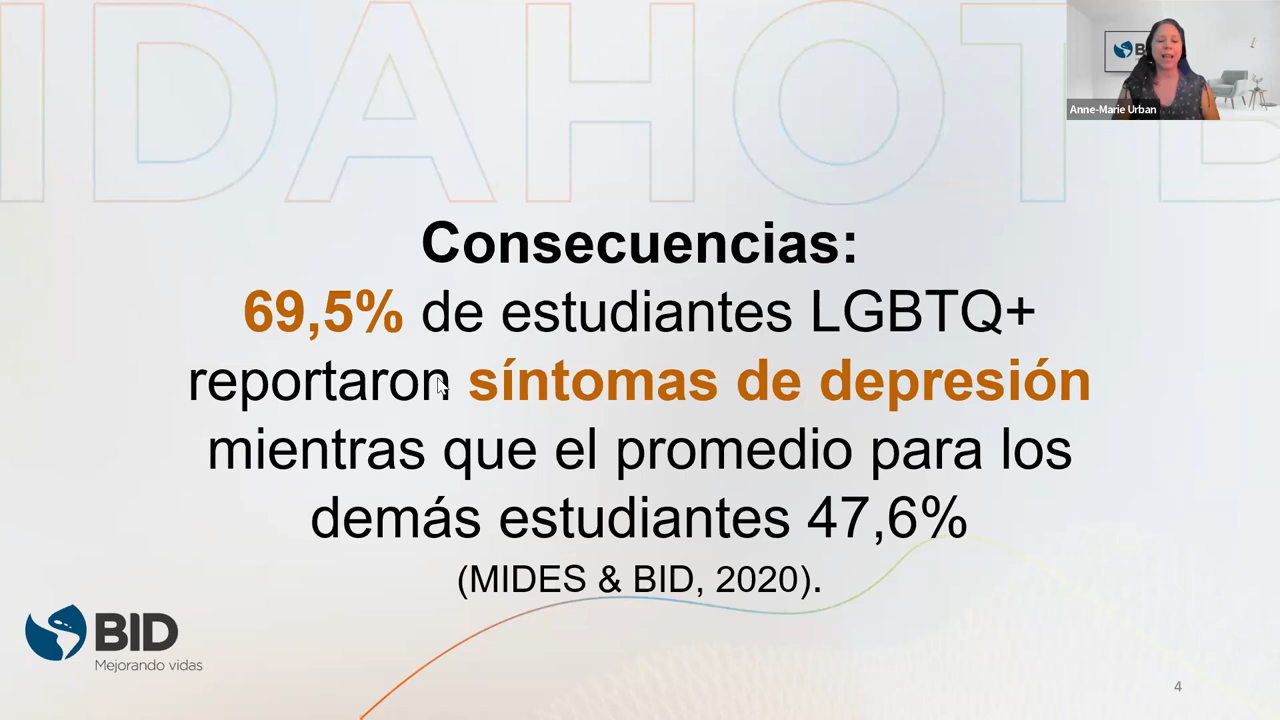 IDAHOT
B
Anne-Marie Urban
Consecuencias:
69,5% de estudiantes LGBTQ+
reportaron síntomas de depresión
mientras que el promedio para los
demás estudiantes 47,6%
(MIDES & BID, 2020).
BID
Mejorando vidas
4